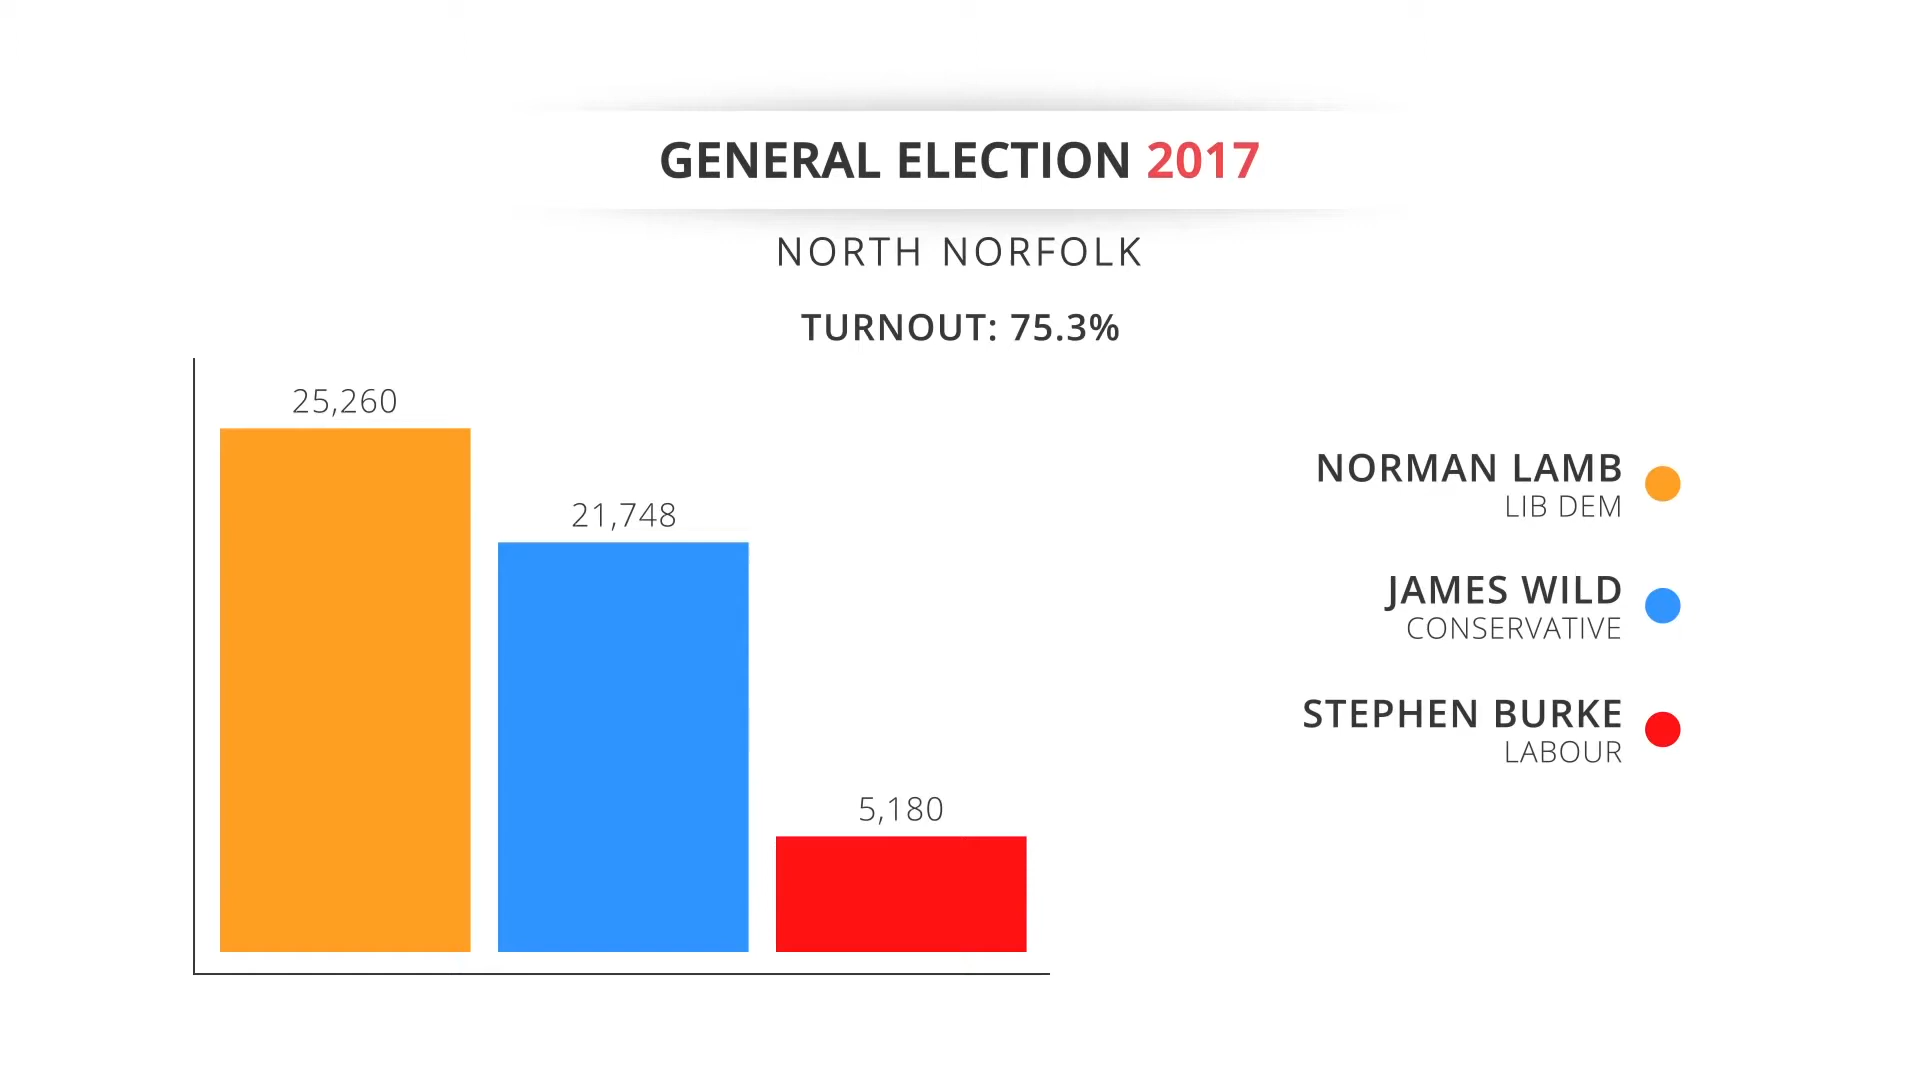 GENERAL ELECTION 2017
NORTH NORFOLK
TURNOUT: 75.3%
25,260
21,748
5,180
NORMAN LAMB
LIB DEM
JAMES WILD
CONSERVATIVE
STEPHEN BURKE
LABOUR